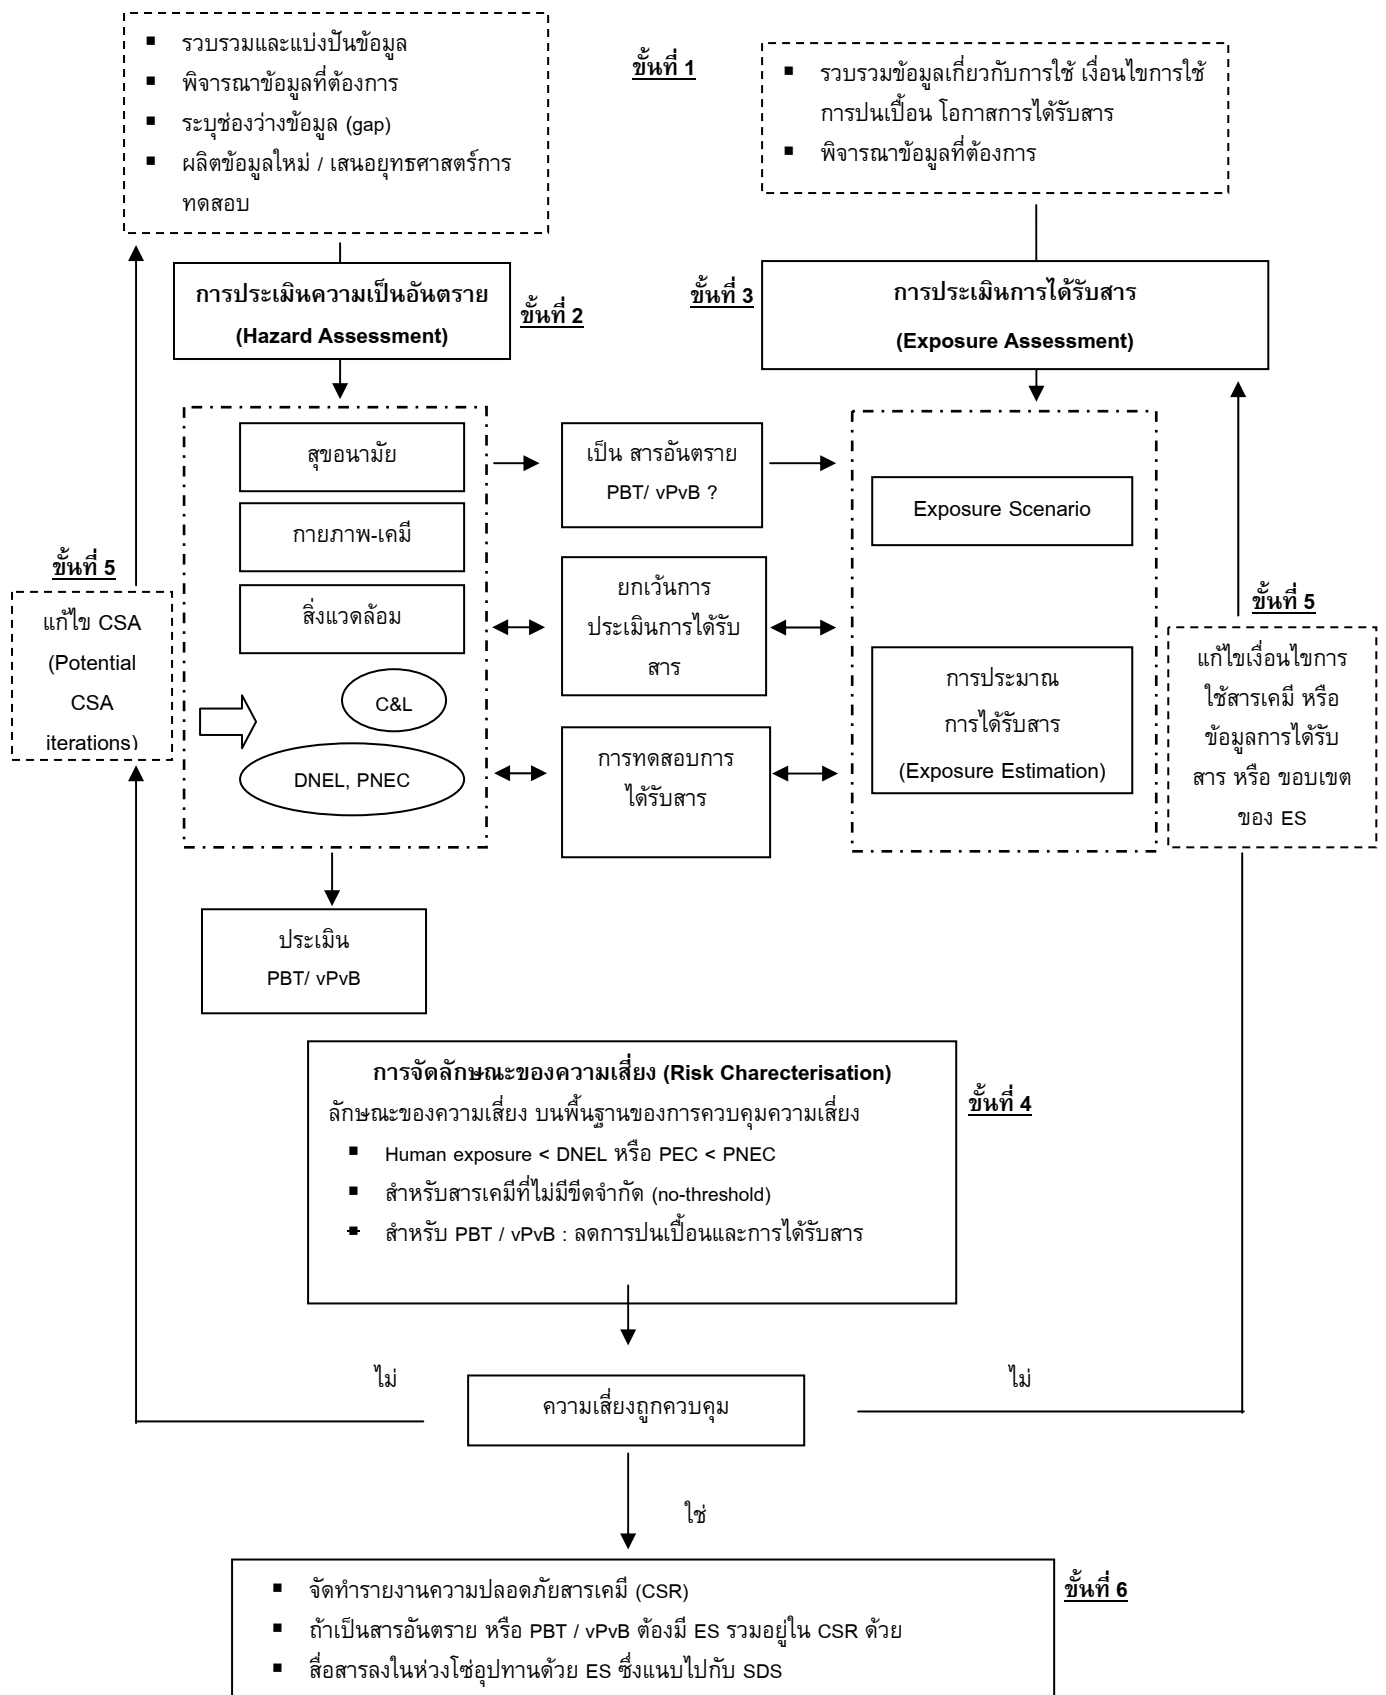 ▪ รวบรวมและแบ่งปันข้อมูล
▪ พิจารณาข้อมูลที่ต้องการ
▪ ระบุช่องว่างข้อมูล (gap)
▪ ผลิตข้อมูลใหม่ / เสนอยุทธศาสตร์การ
ทดสอบ
ขั้นที่ 1
▪ รวบรวมข้อมูลเกี่ยวกับการใช้ เงื่อนไขการใช้
การปนเปื้อน โอกาสการได้รับสาร
▪ พิจารณาข้อมูลที่ต้องการ
การประเมินความเป็นอันตราย
(Hazard Assessment)
ขั้นที่ 2
ขั้นที่ 3
การประเมินการได้รับสาร
(Exposure Assessment)
สุขอนามัย
กายภาพ-เคมี
สิ่งแวดล้อม
C&L
DNEL, PNEC
เป็น สารอันตราย
PBT/ vPvB ?
ยกเว้นการ
ประเมินการได้รับ
สาร
การทดสอบการ
ได้รับสาร
Exposure Scenario
การประมาณ
การได้รับสาร
(Exposure Estimation)
ขั้นที่ 5
แก้ไข CSA
(Potential
CSA
iterations)
ขั้นที่ 5
แก้ไขเงื่อนไขการ
ใช้สารเคมี หรือ
ข้อมูลการได้รับ
สาร หรือ ขอบเขต
ของ ES
ประเมิน
PBT/ vPvB
การจัดลักษณะของความเสี่ยง (Risk Charecterisation)
ลักษณะของความเสี่ยง บนพื้นฐานของการควบคุมความเสี่ยง
▪ Human exposure < DNEL หรือ PEC < PNEC
▪ สำหรับสารเคมีที่ไม่มีขีดจำกัด (no-threshold)
▪ สำหรับ PBT / vPvB : ลดการปนเปื้อนและการได้รับสาร
ขั้นที่ 4
ไม่
ความเสี่ยงถูกควบคุม
ไม่
ใช่
▪ จัดทำรายงานความปลอดภัยสารเคมี (CSR)
▪ ถ้าเป็นสารอันตราย หรือ PBT / vPvB ต้องมี ES รวมอยู่ใน CSR ด้วย
▪ สื่อสารลงในห่วงโซ่อุปทานด้วย ES ซึ่งแนบไปกับ SDS
ขั้นที่ 6